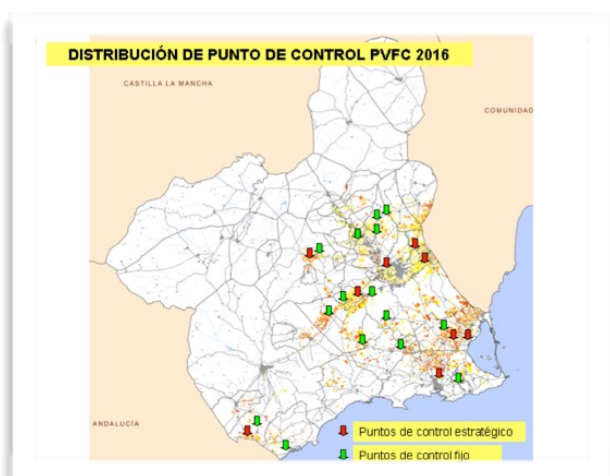 DISTRIBUCIÓN DE PUNTO DE CONTROL PVFC 2016
CASTILLA LA MANCHA
COMUNIDAD
ANDALUCÍA
Puntos de control estratégico
Puntos de control fijo